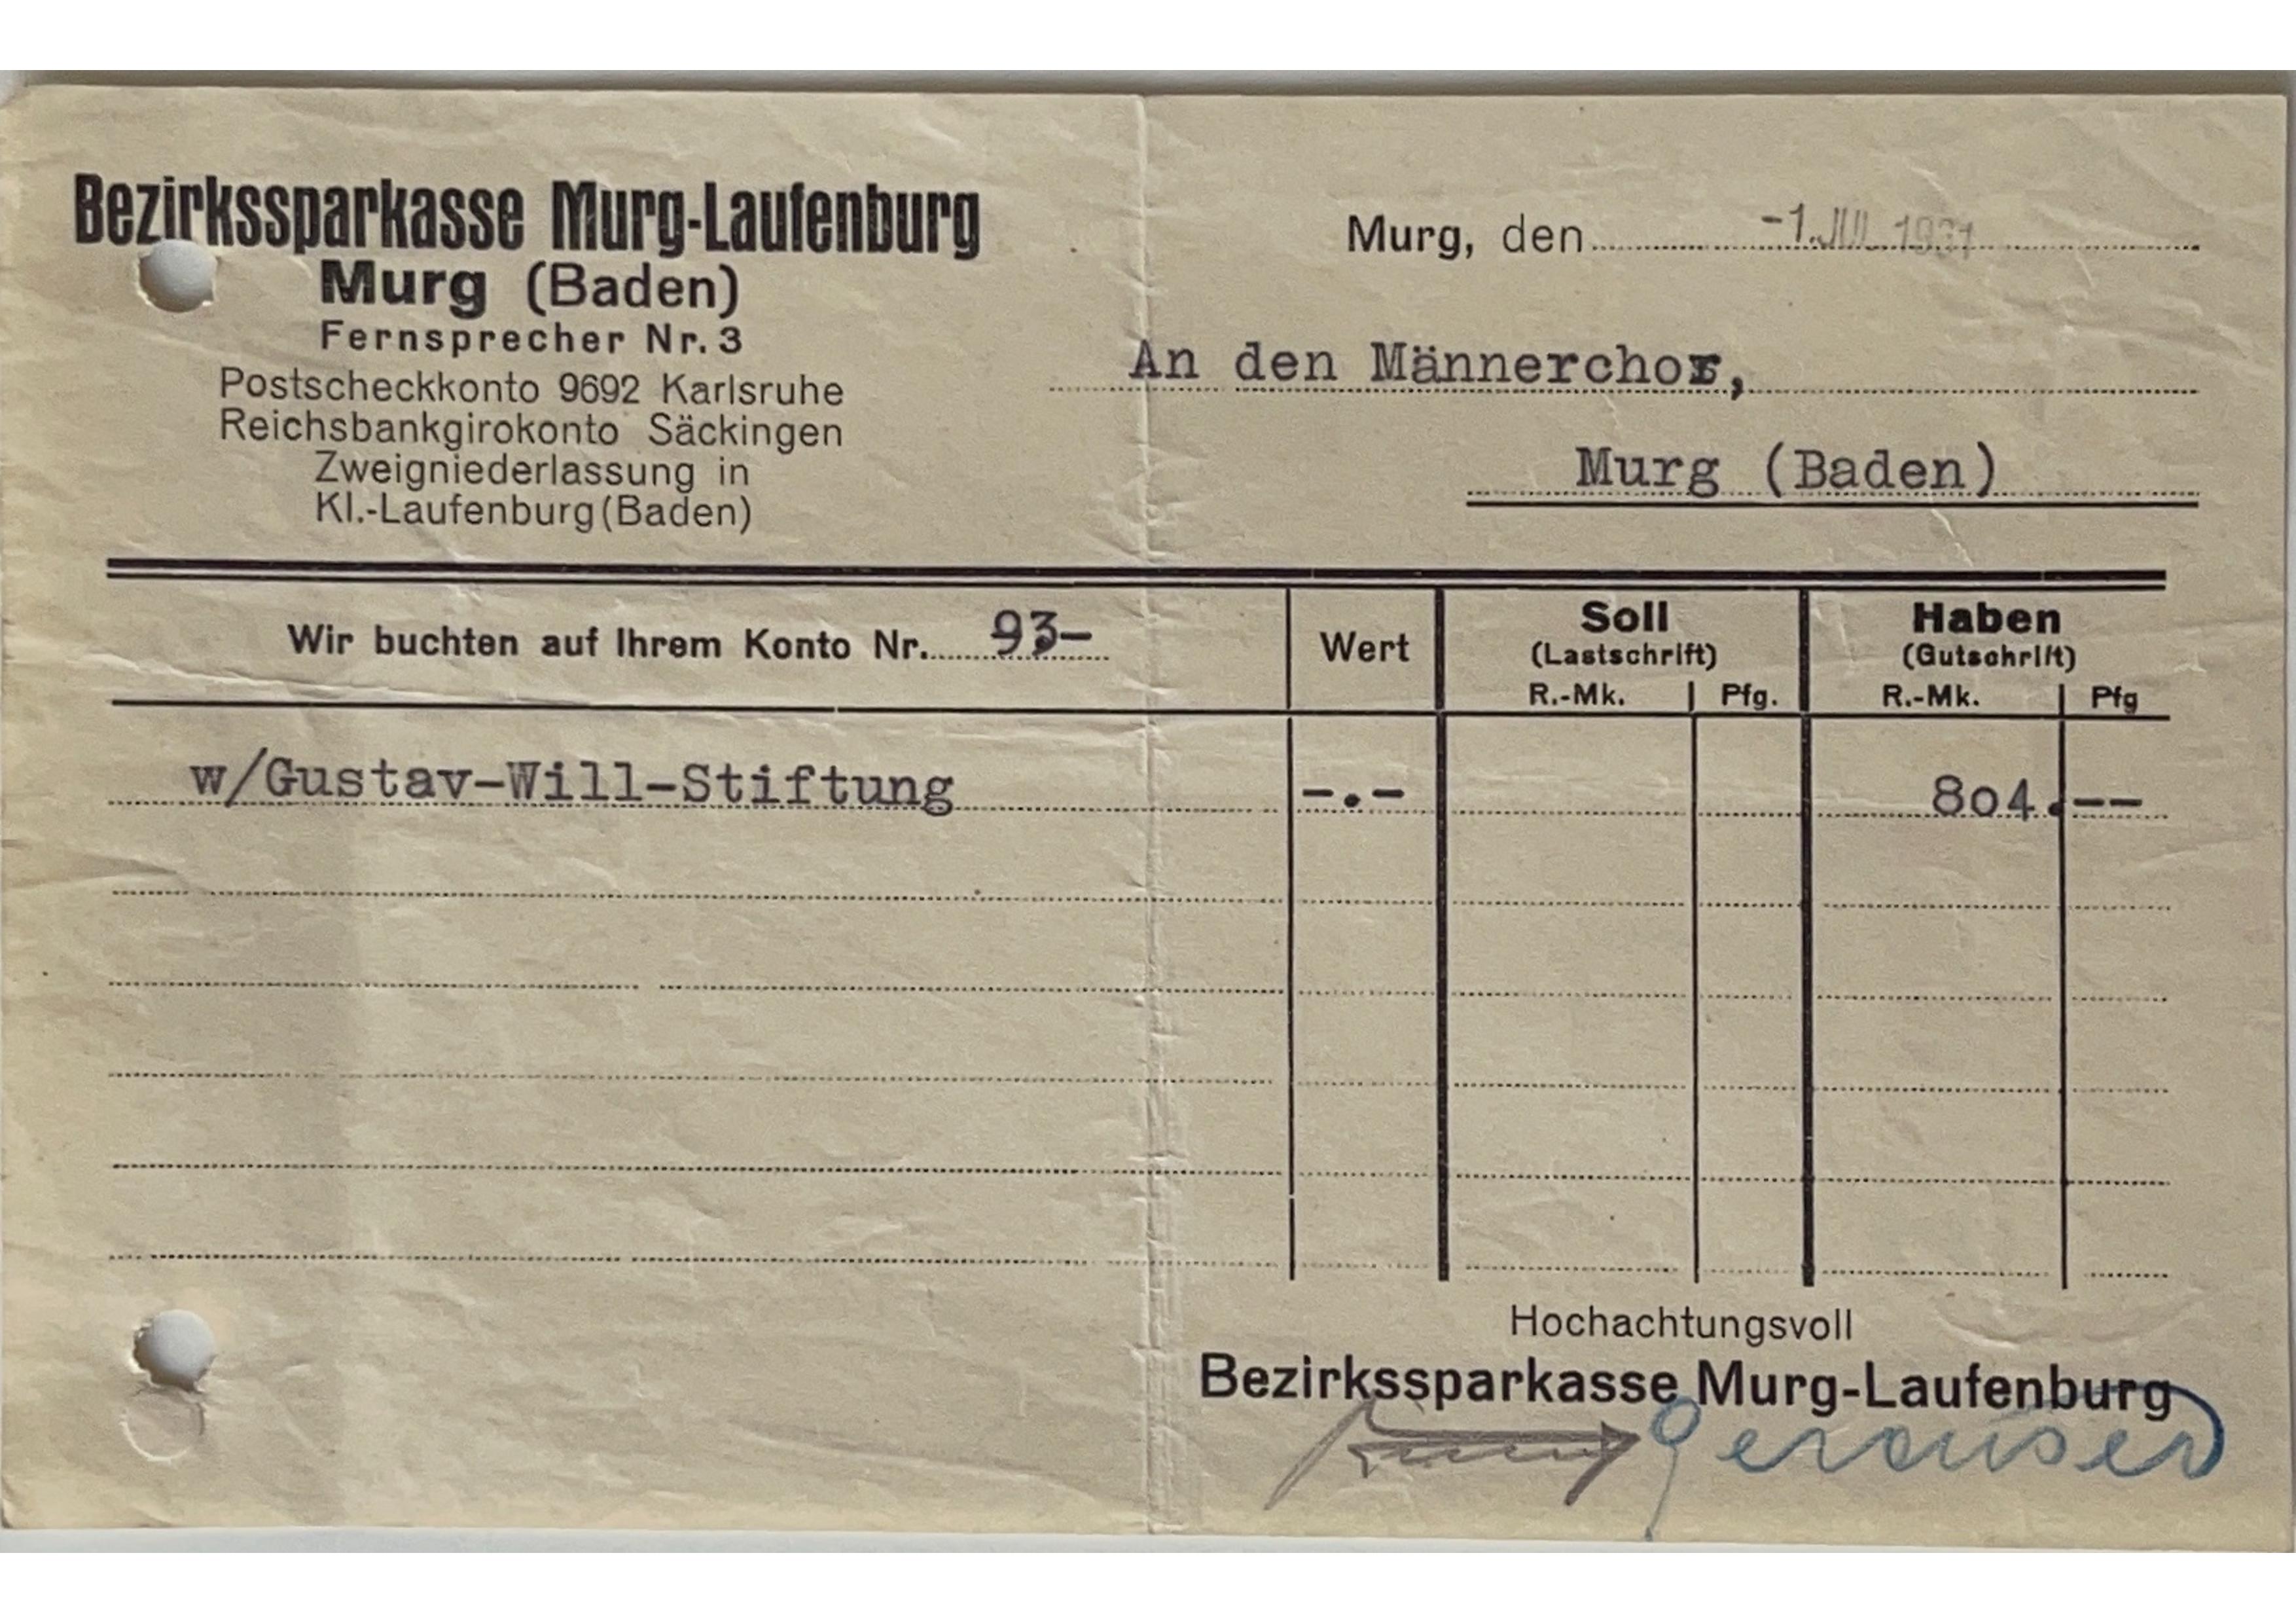 Bezirkssparkasse Murg-Laufenburg
Murg (Baden)
Fernsprecher Nr. 3
Postscheckkonto 9692 Karlsruhe
Reichsbankgirokonto Säckingen
Zweigniederlassung in
Kl.-Laufenburg (Baden)
Murg, den -1. JUL. 1931
An den Männerchor,
Murg (Baden)
Wir buchten auf Ihrem Konto Nr. 93-
Wert
Soll
(Lastschrift)
R.-Mk. Pfg.
Haben
(Gutschrift)
R.-Mk. Pfg
w/Gustav-Will-Stiftung -.- 804.--
Hochachtungsvoll
Bezirkssparkasse Murg-Laufenburg